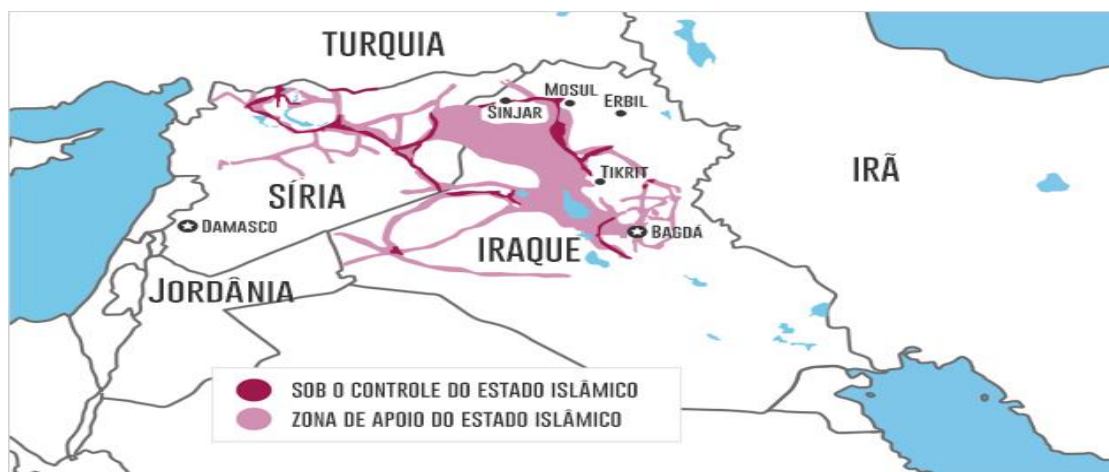 TURQUIA
MOSUL
SINJAR
ERBIL
IRÃ
TIKRIT
SÍRIA
DAMASCO
BAGDÁ
IRAQUE
JORDÂNIA
SOB O CONTROLE DO ESTADO ISLÂMICO
ZONA DE APOIO DO ESTADO ISLÂMICO